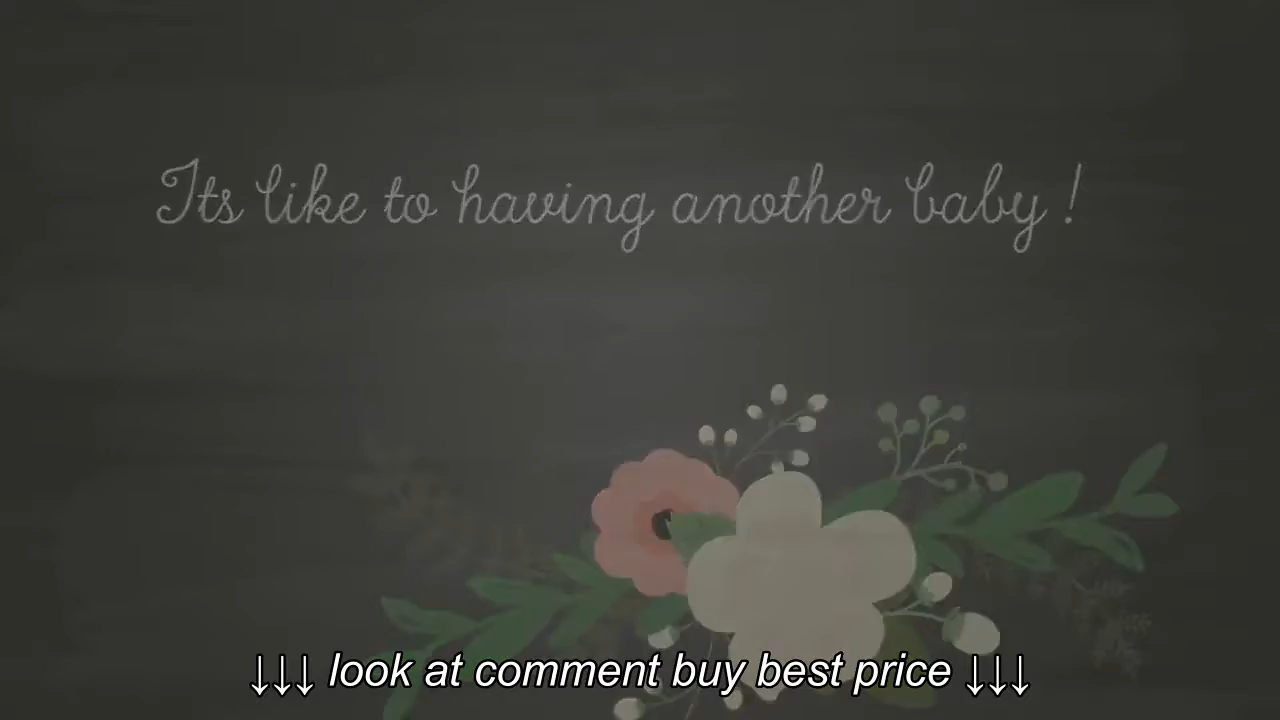 Its like to having another baby !
↓↓↓ look at comment buy best price ↓↓↓